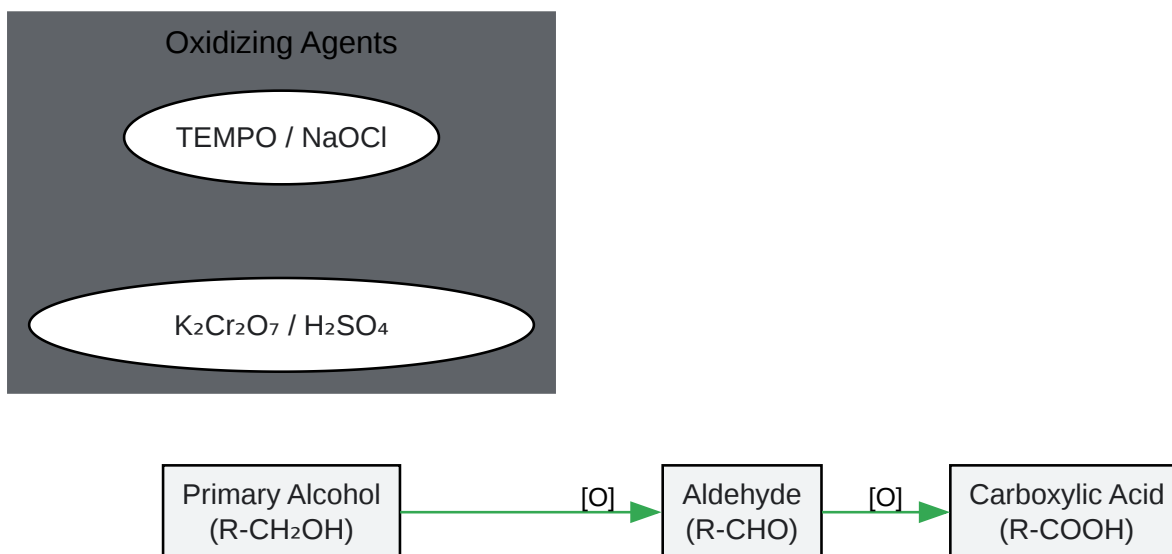 Oxidizing Agents
TEMPO / NaOCl
K₂Cr₂O₇ / H₂SO₄
Primary Alcohol
(R-CH₂OH)
[O]
Aldehyde
(R-CHO)
[O]
Carboxylic Acid
(R-COOH)